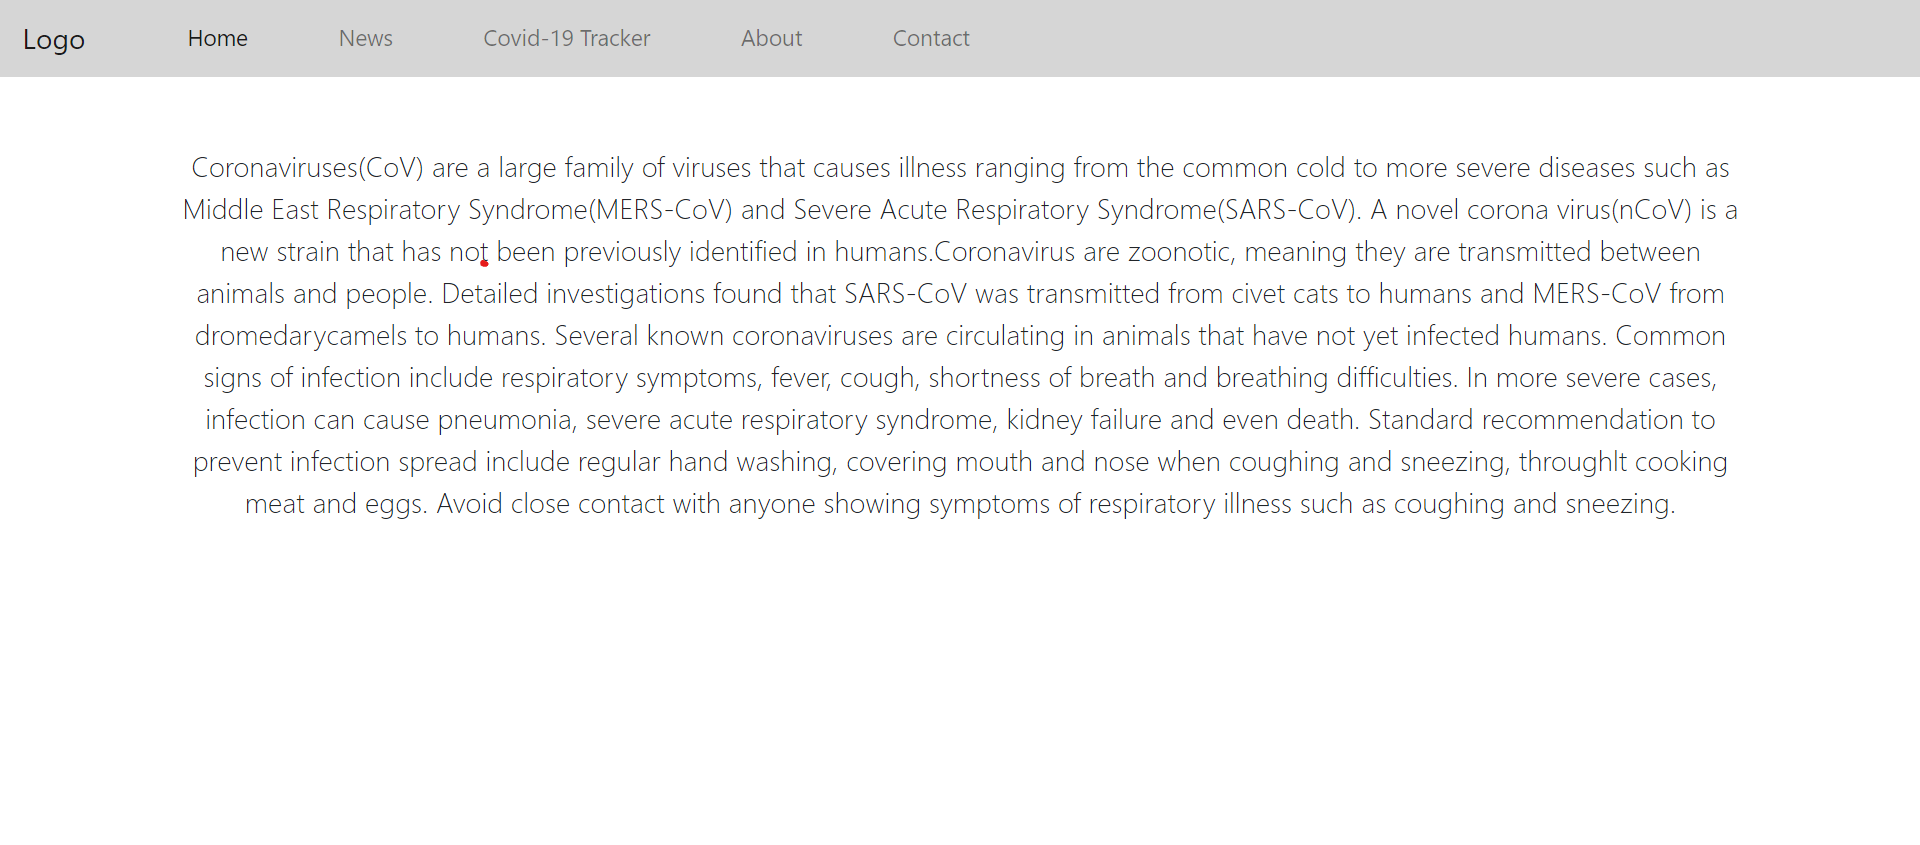 Logo Home News Covid-19 Tracker About Contact
Coronaviruses(CoV) are a large family of viruses that causes illness ranging from the common cold to more severe diseases such as
Middle East Respiratory Syndrome(MERS-CoV) and Severe Acute Respiratory Syndrome(SARS-CoV). A novel corona virus(nCoV) is a
new strain that has not been previously identified in humans.Coronavirus are zoonotic, meaning they are transmitted between
animals and people. Detailed investigations found that SARS-CoV was transmitted from civet cats to humans and MERS-CoV from
dromedarycamels to humans. Several known coronaviruses are circulating in animals that have not yet infected humans. Common
signs of infection include respiratory symptoms, fever, cough, shortness of breath and breathing difficulties. In more severe cases,
infection can cause pneumonia, severe acute respiratory syndrome, kidney failure and even death. Standard recommendation to
prevent infection spread include regular hand washing, covering mouth and nose when coughing and sneezing, throughlt cooking
meat and eggs. Avoid close contact with anyone showing symptoms of respiratory illness such as coughing and sneezing.